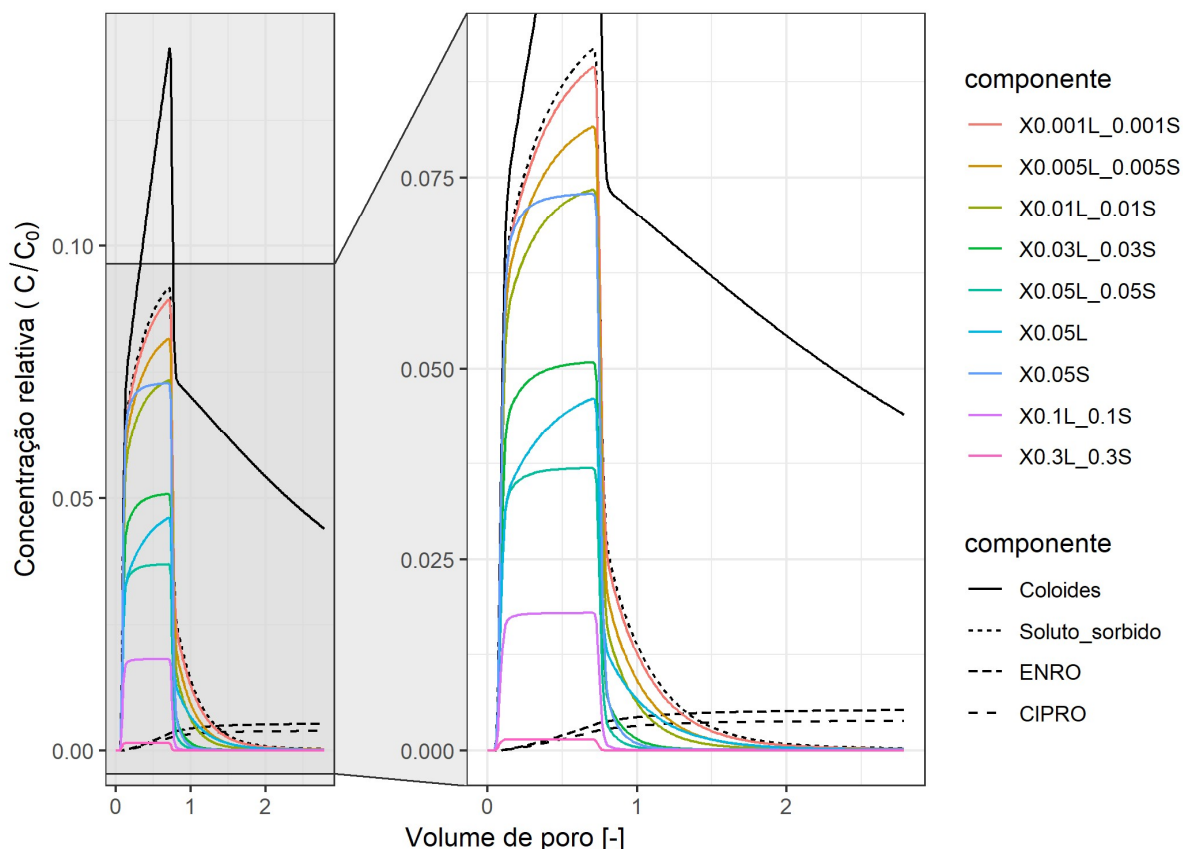 Concentração relativa ( C/C₀)
0.10
0.05
0.00
0 1 2
0.075
0.050
0.025
0.000
0 1 2
Volume de poro [-]
componente
X0.001L_0.001S
X0.005L_0.005S
X0.01L_0.01S
X0.03L_0.03S
X0.05L_0.05S
X0.05L
X0.05S
X0.1L_0.1S
X0.3L_0.3S
componente
Coloides
Soluto_sorbido
ENRO
CIPRO